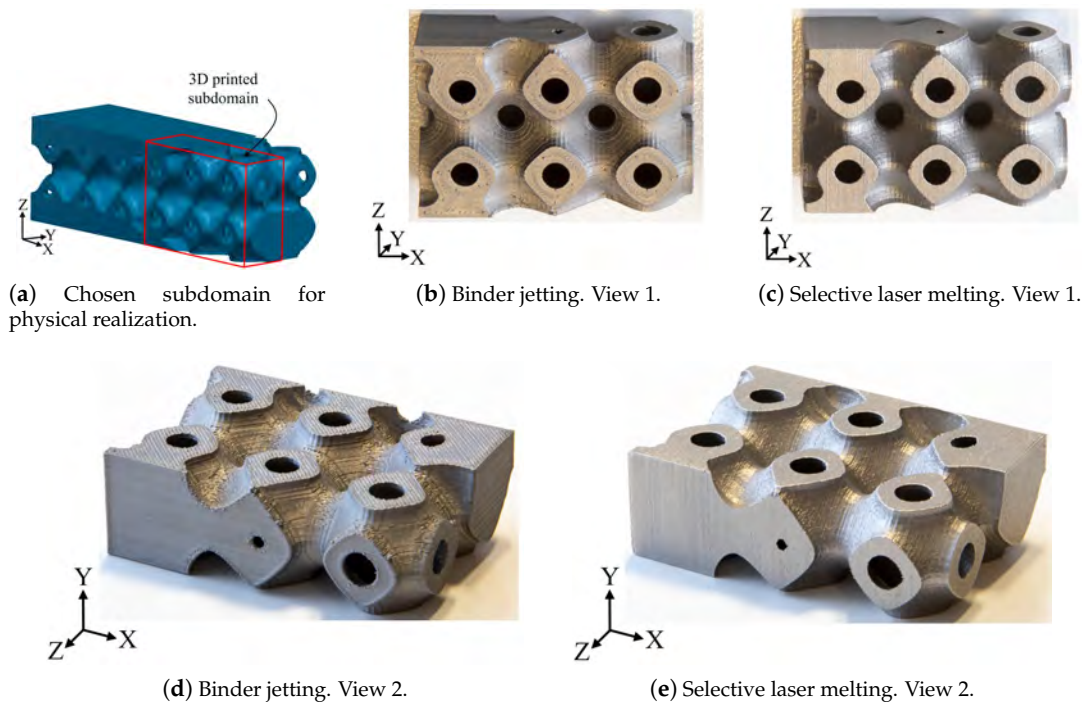 3D printed
subdomain
Z
Y
X
(a) Chosen subdomain for
physical realization.
Z
Y
X
(b) Binder jetting. View 1.
Z
Y
X
(c) Selective laser melting. View 1.
Y
Z
X
(d) Binder jetting. View 2.
Y
Z
X
(e) Selective laser melting. View 2.